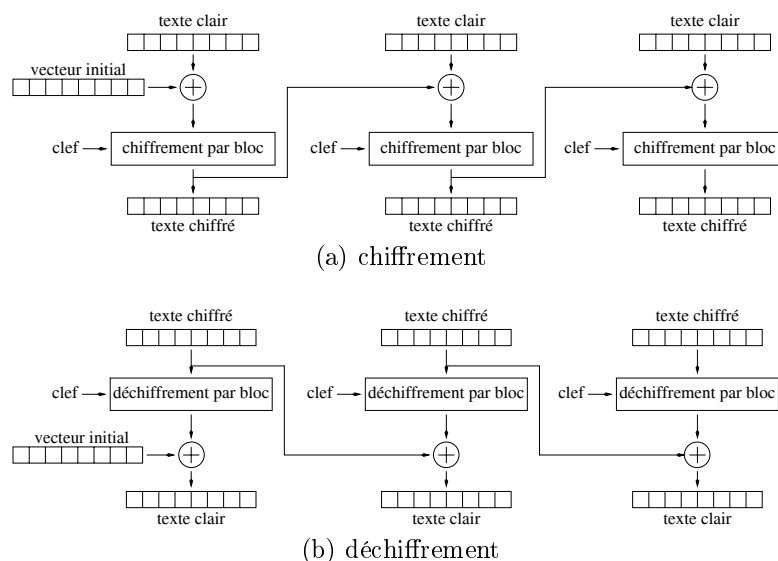 texte clair texte clair texte clair
vecteur initial
clef chiffrement par bloc clef chiffrement par bloc clef chiffrement par bloc
texte chiffré texte chiffré texte chiffré
(a) chiffrement
texte chiffré texte chiffré texte chiffré
clef déchiffrement par bloc clef déchiffrement par bloc clef déchiffrement par bloc
vecteur initial
texte clair texte clair texte clair
(b) déchiffrement